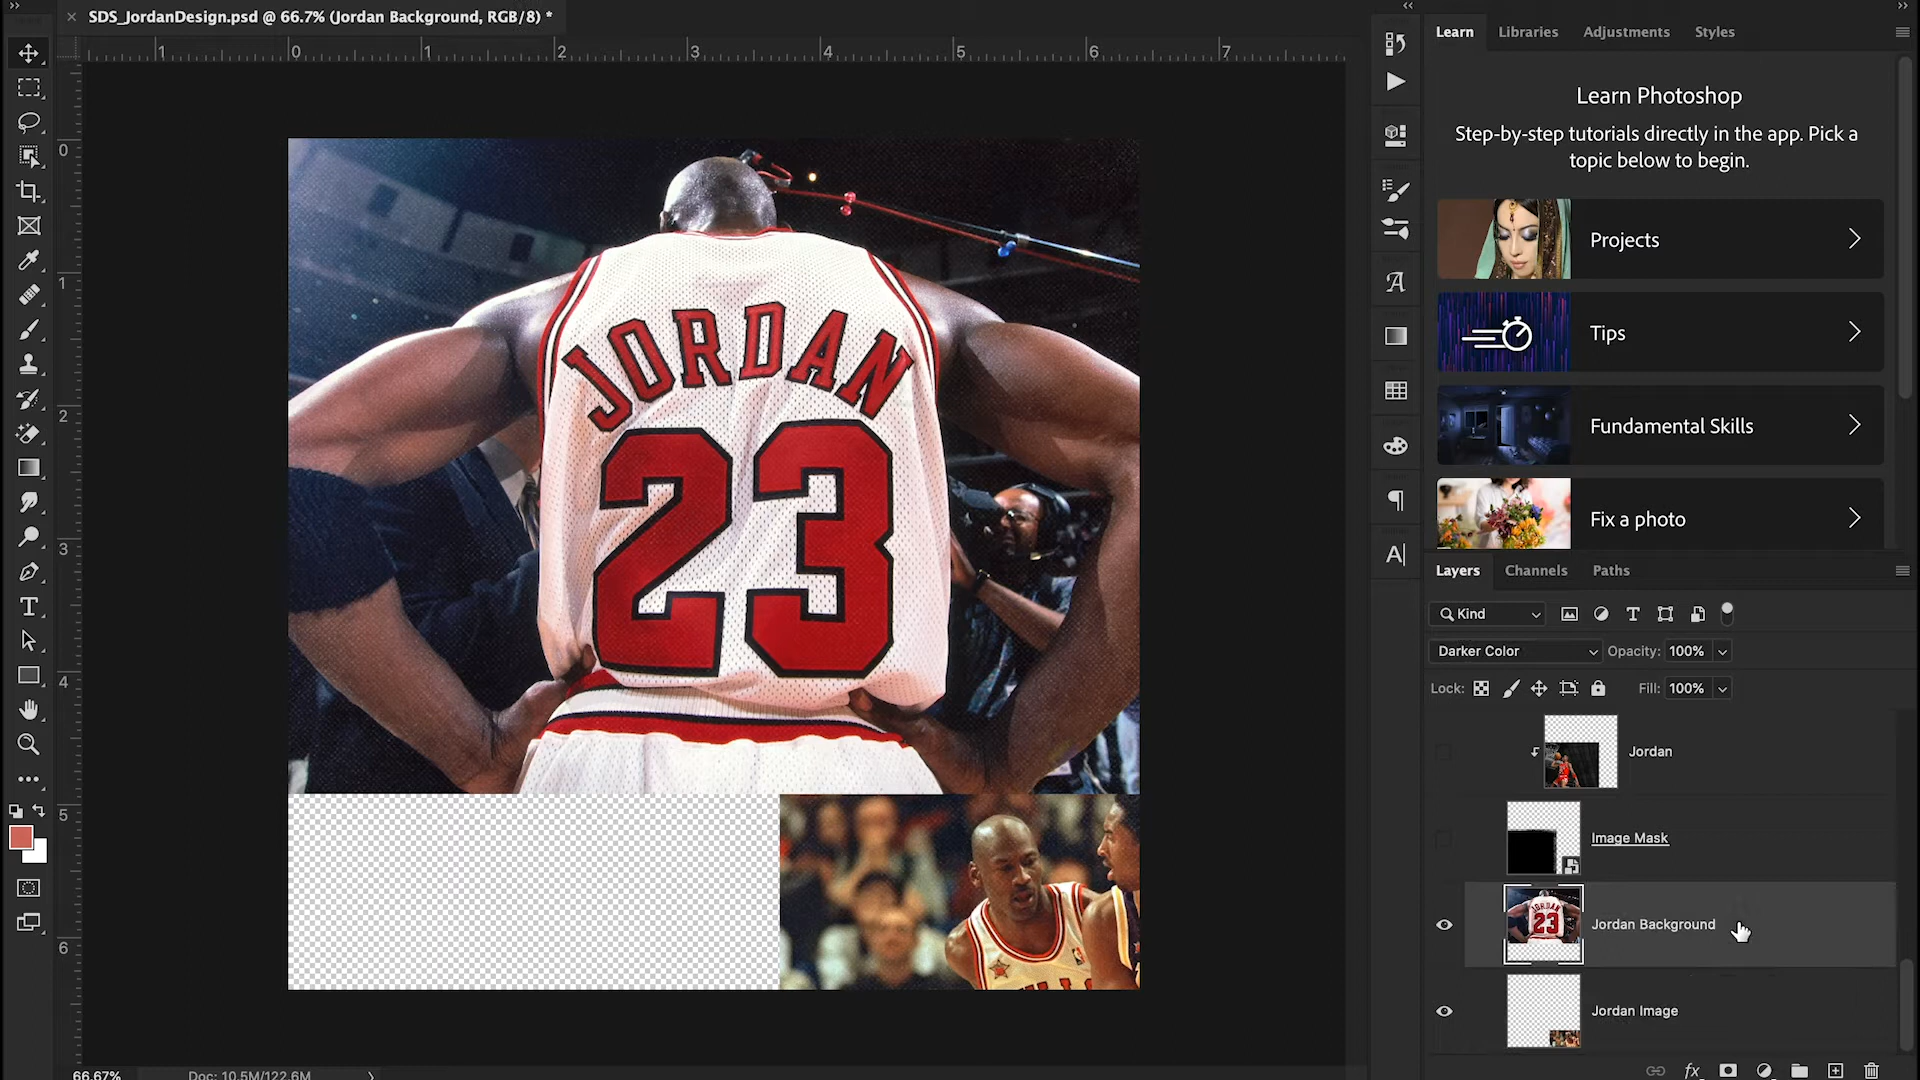 SDS_JordanDesign.psd @ 66.7% (Jordan Background, RGB/8) *
1 0 1 2 3 4 5 6 7
0
1
2
3
4
5
6
JORDAN
23
Learn Libraries Adjustments Styles
Learn Photoshop
Step-by-step tutorials directly in the app. Pick a
topic below to begin.
Projects
Tips
Fundamental Skills
Fix a photo
Layers Channels Paths
Kind
Darker Color Opacity: 100%
Lock: Fill: 100%
Jordan
Image Mask
Jordan Background
Jordan Image
66.67% Doc: 10.5M/122.6M